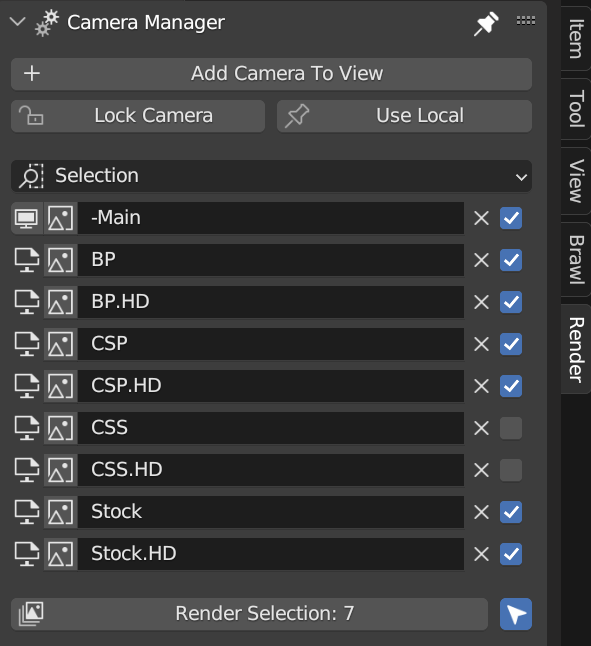 Camera Manager
Add Camera To View
Lock Camera
Use Local
Selection
-Main
BP
BP.HD
CSP
CSP.HD
CSS
CSS.HD
Stock
Stock.HD
Render Selection: 7
Item
Tool
View
Brawl
Render